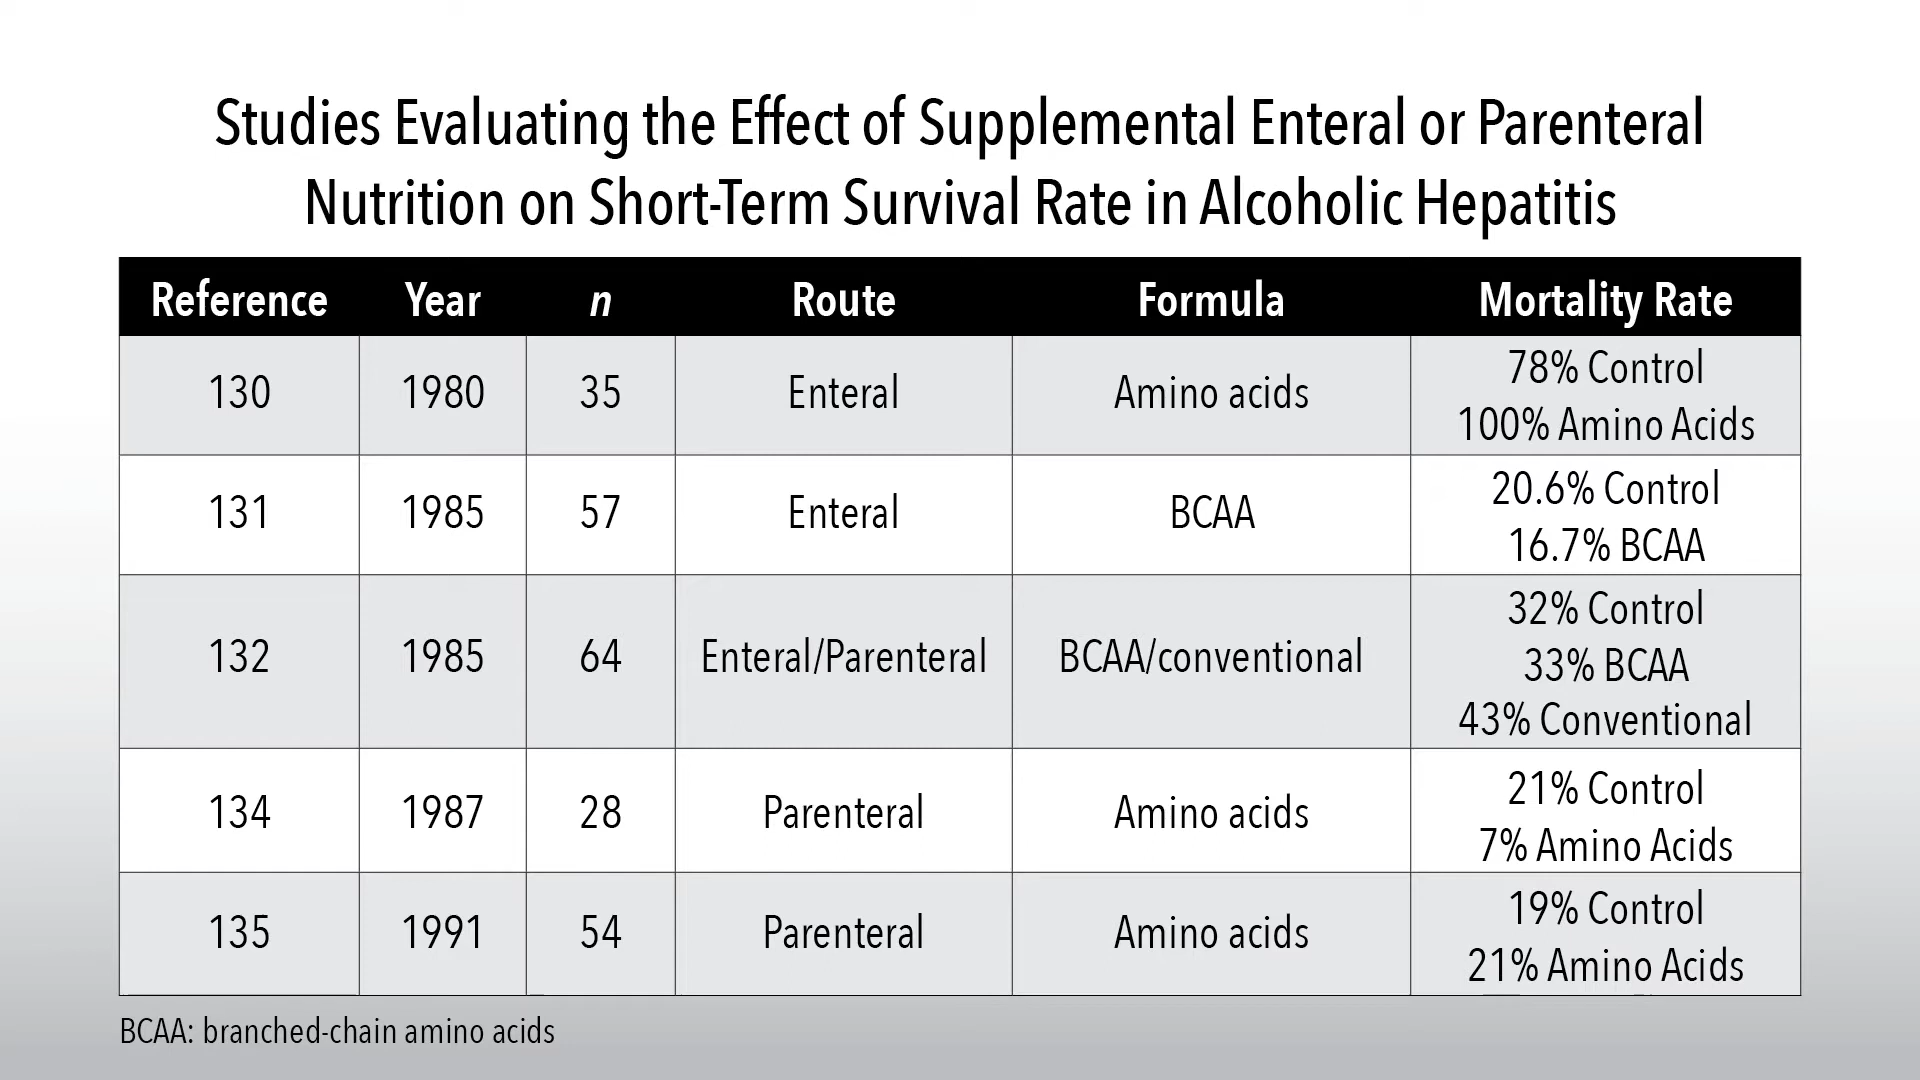 Studies Evaluating the Effect of Supplemental Enteral or Parenteral
Nutrition on Short-Term Survival Rate in Alcoholic Hepatitis
Reference Year n Route Formula Mortality Rate
130 1980 35 Enteral Amino acids 78% Control
100% Amino Acids
131 1985 57 Enteral BCAA 20.6% Control
16.7% BCAA
132 1985 64 Enteral/Parenteral BCAA/conventional 32% Control
33% BCAA
43% Conventional
134 1987 28 Parenteral Amino acids 21% Control
7% Amino Acids
135 1991 54 Parenteral Amino acids 19% Control
21% Amino Acids
BCAA: branched-chain amino acids